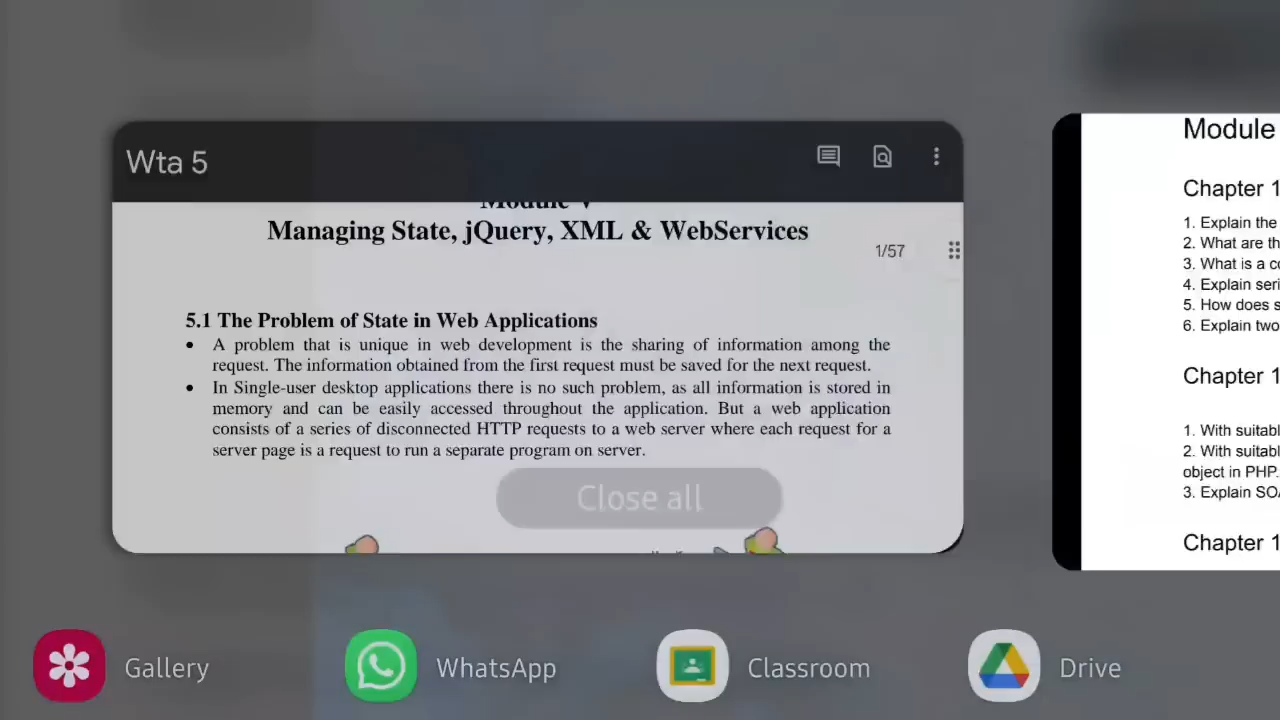 Wta 5
Module V
Managing State, jQuery, XML & WebServices
1/57
5.1 The Problem of State in Web Applications
• A problem that is unique in web development is the sharing of information among the
request. The information obtained from the first request must be saved for the next request.
• In Single-user desktop applications there is no such problem, as all information is stored in
memory and can be easily accessed throughout the application. But a web application
consists of a series of disconnected HTTP requests to a web server where each request for a
server page is a request to run a separate program on server.
Close all
Module
Chapter 1
1. Explain the
2. What are th
3. What is a co
4. Explain seri
5. How does s
6. Explain two
Chapter 1
1. With suitabl
2. With suitabl
object in PHP.
3. Explain SOA
Chapter 1
Gallery
WhatsApp
Classroom
Drive